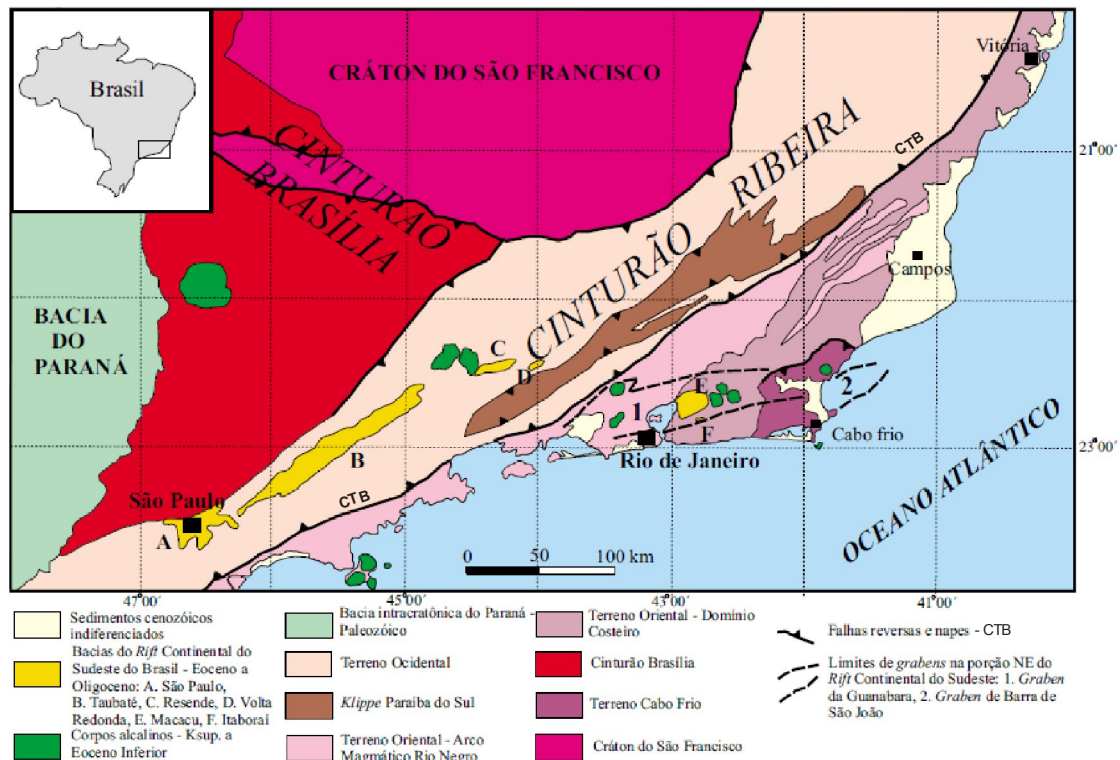 Brasil
CRÁTON DO SÃO FRANCISCO
Vitória
CINTURÃO
BRASÍLIA
CINTURÃO
RIBEIRA
CTB
21°00'
Campos
BACIA
DO
PARANÁ
C
D
E
2
1
F
B
Cabo frio
Rio de Janeiro
23°00'
São Paulo
CTB
A
OCEANO ATLÂNTICO
0 50 100 km
47°00' 45°00' 43°00' 41°00'
Sedimentos cenozóicos
indiferenciados
Bacias do Rift Continental do
Sudeste do Brasil - Eoceno a
Oligoceno: A. São Paulo,
B. Taubaté, C. Resende, D. Volta
Redonda, E. Macacu, F. Itaboraí
Corpos alcalinos - Ksup. a
Eoceno Inferior
Bacia intracratônica do Paraná -
Paleozóico
Terreno Ocidental
Klippe Paraíba do Sul
Terreno Oriental - Arco
Magmático Rio Negro
Terreno Oriental - Domínio
Costeiro
Cinturão Brasília
Terreno Cabo Frio
Cráton do São Francisco
Falhas reversas e napes - CTB
Limites de grabens na porção NE do
Rift Continental do Sudeste: 1. Graben
da Guanabara, 2. Graben de Barra de
São João